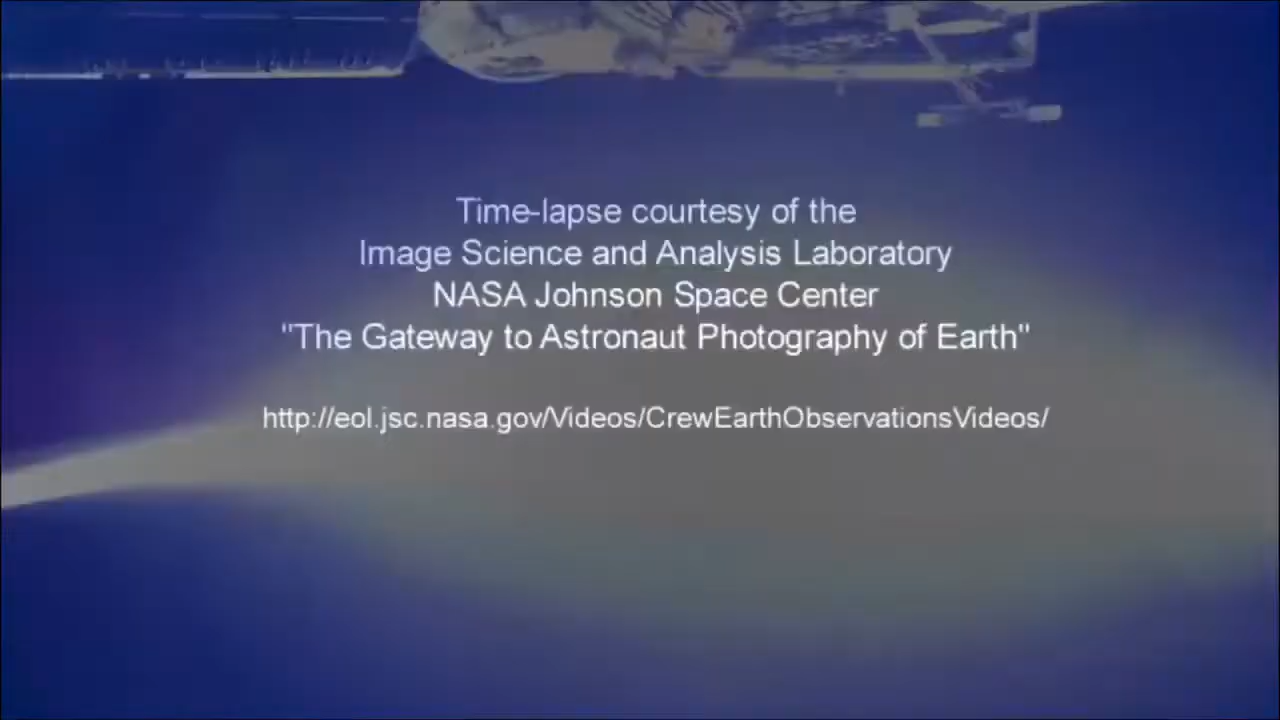 Time-lapse courtesy of the
Image Science and Analysis Laboratory
NASA Johnson Space Center
"The Gateway to Astronaut Photography of Earth"
http://eol.jsc.nasa.gov/Videos/CrewEarthObservationsVideos/